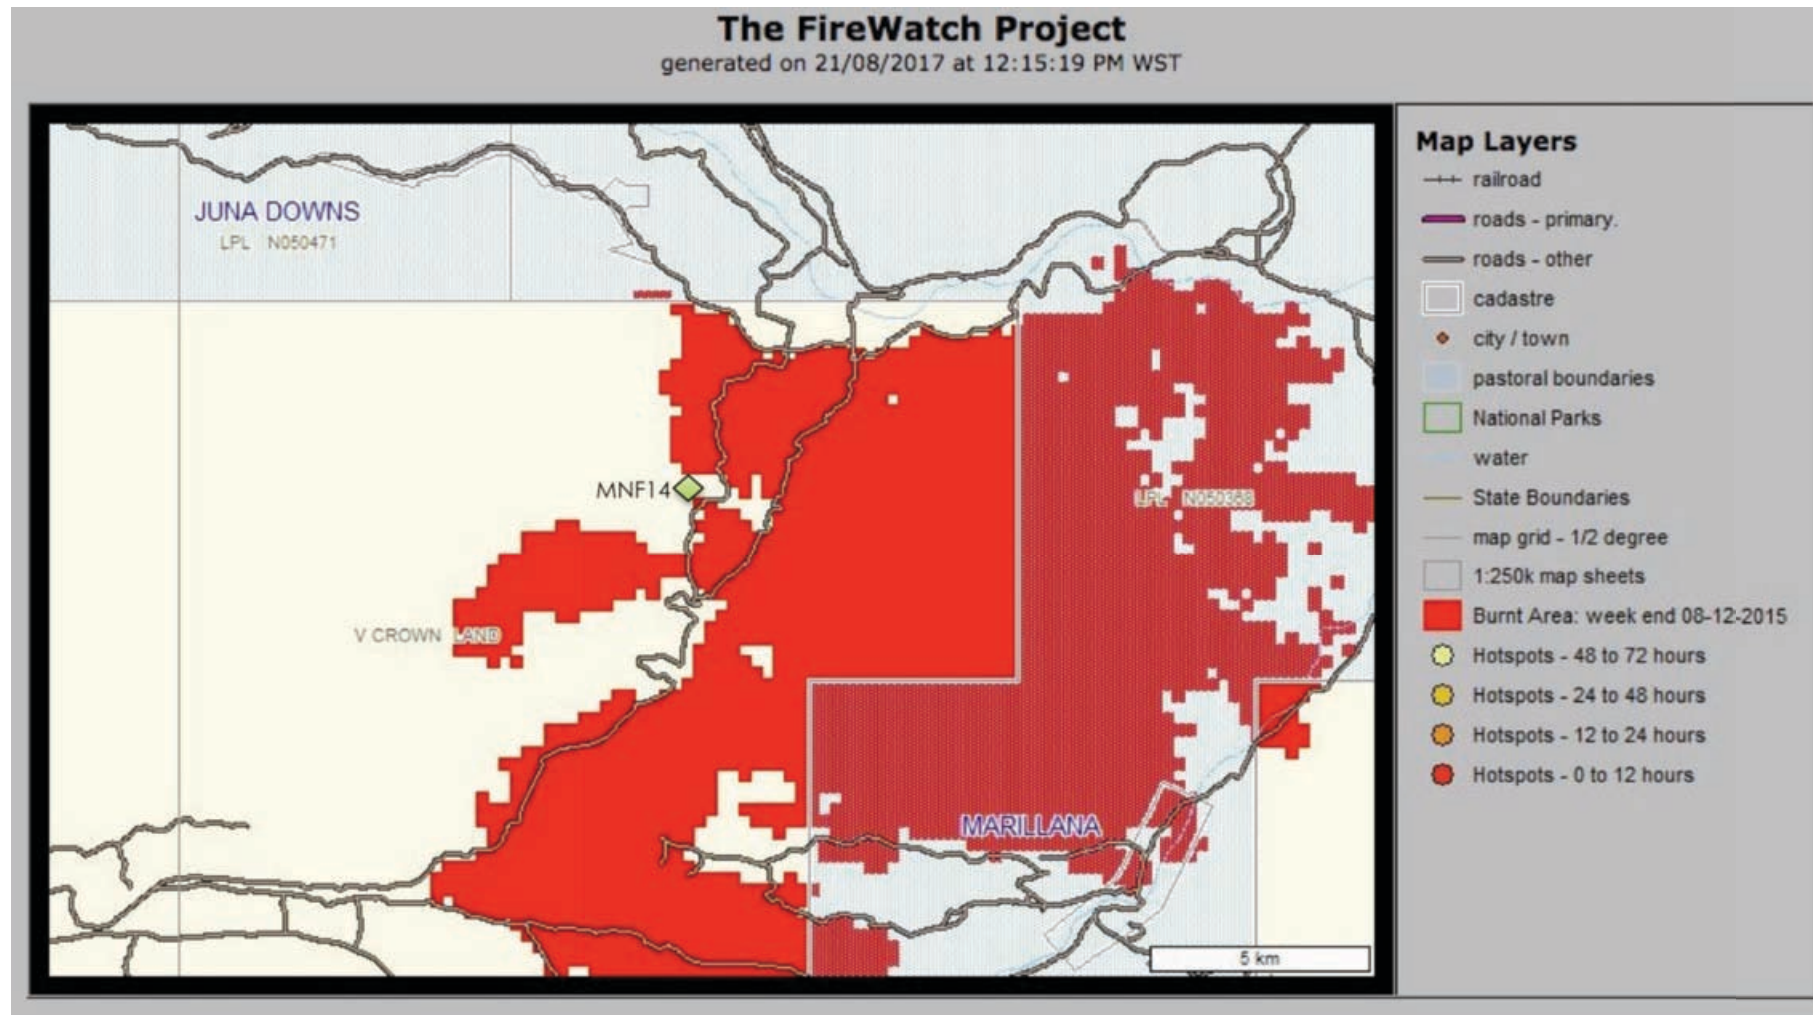 The FireWatch Project
generated on 21/08/2017 at 12:15:19 PM WST
JUNA DOWNS
LPL N050471
MNF14
LPL N050368
V CROWN LAND
MARILLANA
5 km
Map Layers
railroad
roads - primary.
roads - other
cadastre
city / town
pastoral boundaries
National Parks
water
State Boundaries
map grid - 1/2 degree
1:250k map sheets
Burnt Area: week end 08-12-2015
Hotspots - 48 to 72 hours
Hotspots - 24 to 48 hours
Hotspots - 12 to 24 hours
Hotspots - 0 to 12 hours